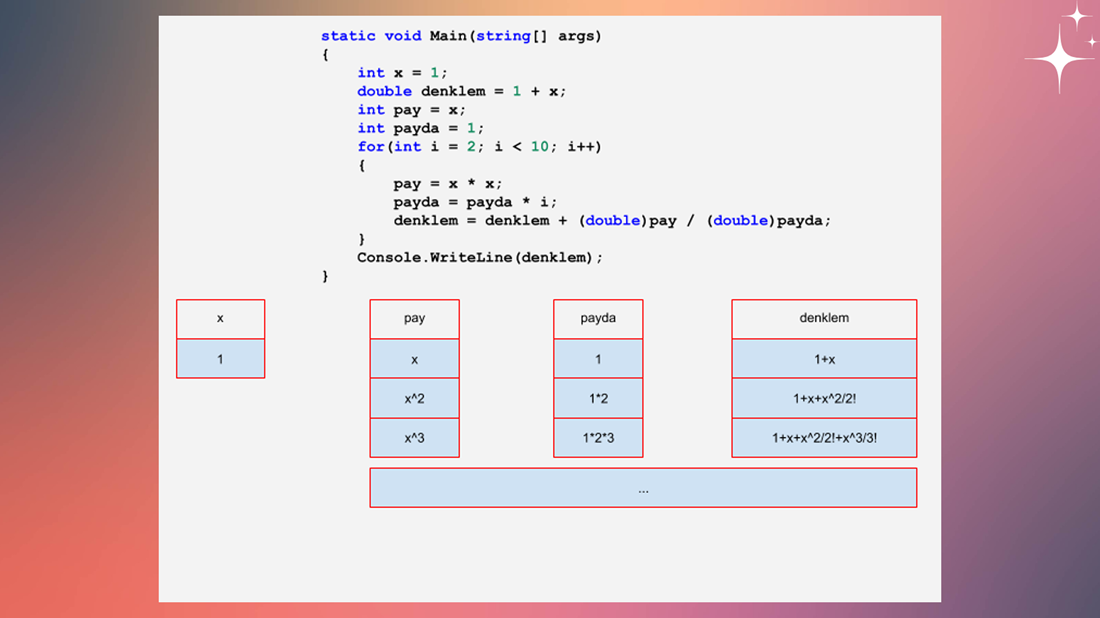 static void Main(string[] args)
{
    int x = 1;
    double denklem = 1 + x;
    int pay = x;
    int payda = 1;
    for(int i = 2; i < 10; i++)
    {
        pay = x * x;
        payda = payda * i;
        denklem = denklem + (double)pay / (double)payda;
    }
    Console.WriteLine(denklem);
}
x pay payda denklem
1 x 1 1+x
x^2 1*2 1+x+x^2/2!
x^3 1*2*3 1+x+x^2/2!+x^3/3!
...